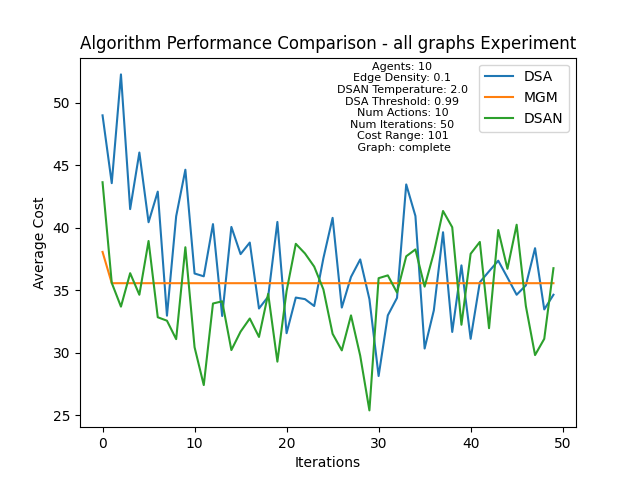 Algorithm Performance Comparison - all graphs Experiment
Agents: 10
Edge Density: 0.1
DSAN Temperature: 2.0
DSA Threshold: 0.99
Num Actions: 10
Num Iterations: 50
Cost Range: 101
Graph: complete
DSA
MGM
DSAN
Average Cost
50
45
40
35
30
25
0
10
20
30
40
50
Iterations